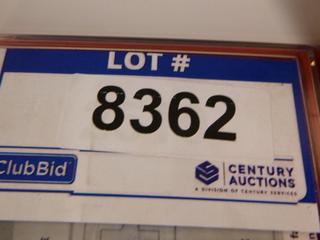 LOT #
8362
ClubBid
CENTURY
AUCTIONS
A DIVISION OF CENTURY SERVICES